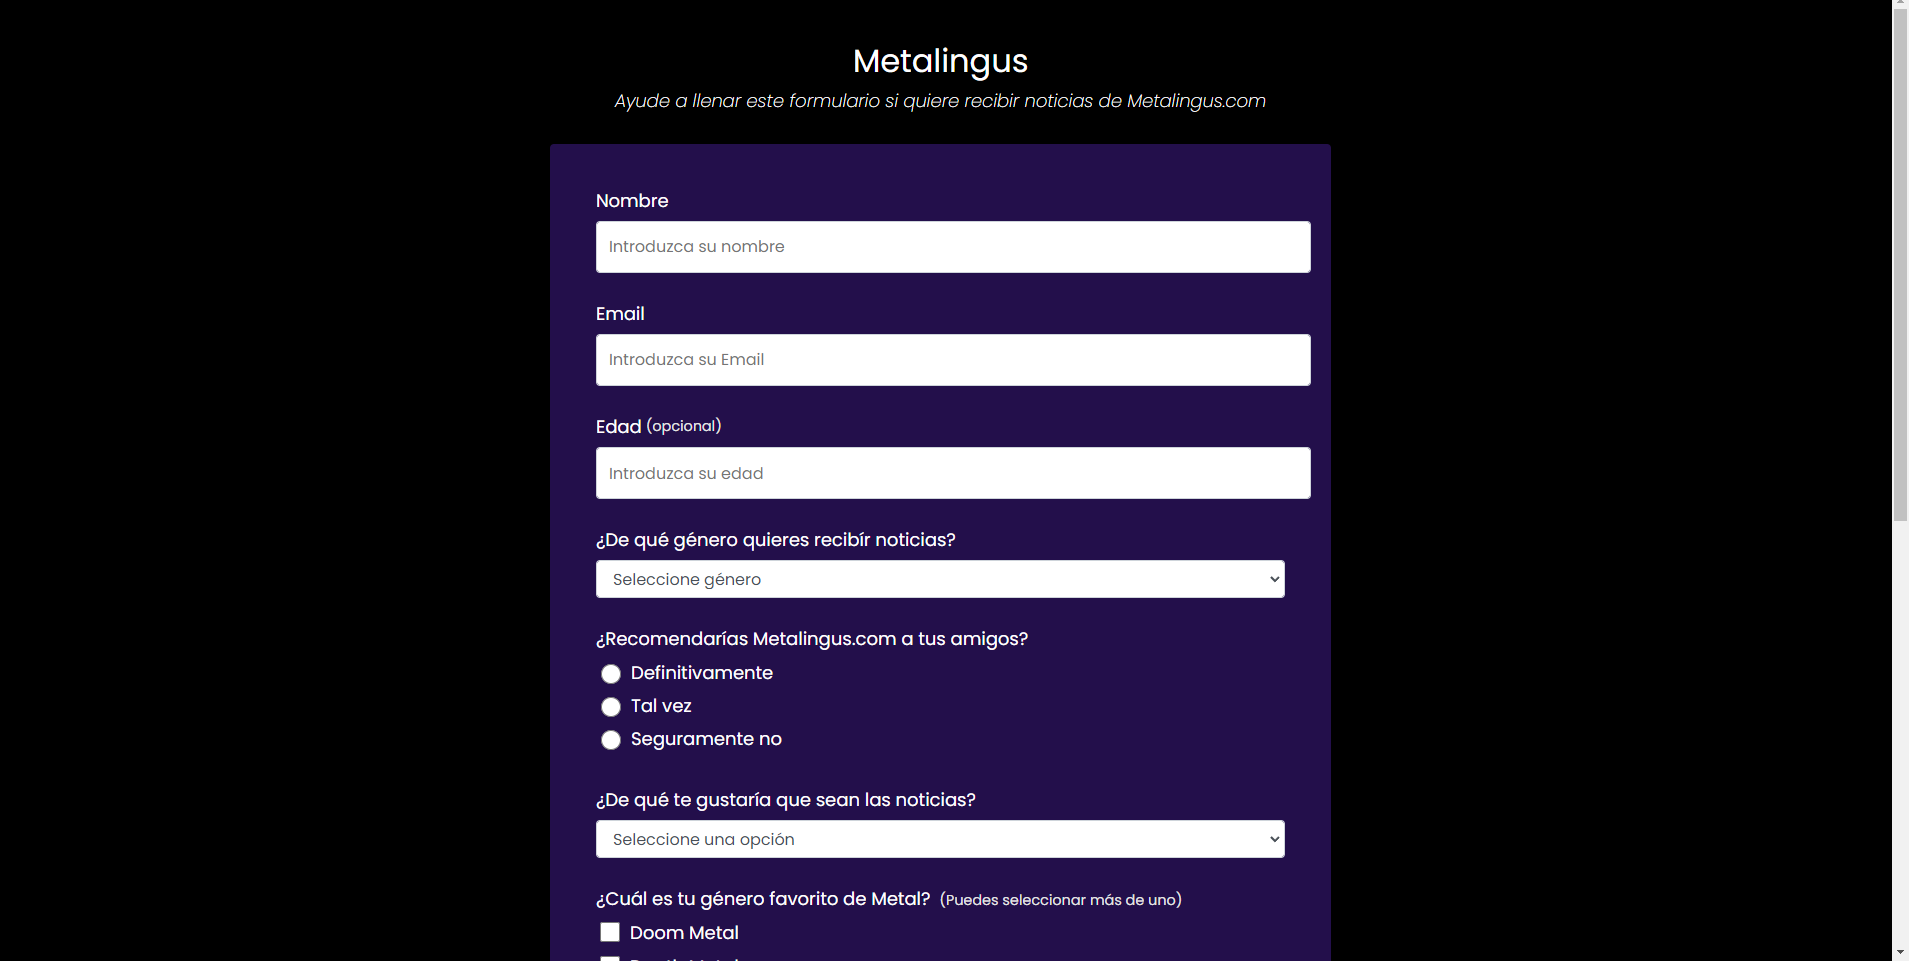 Metalingus
Ayude a llenar este formulario si quiere recibir noticias de Metalingus.com
Nombre
Introduzca su nombre
Email
Introduzca su Email
Edad (opcional)
Introduzca su edad
¿De qué género quieres recibír noticias?
Seleccione género
¿Recomendarías Metalingus.com a tus amigos?
Definitivamente
Tal vez
Seguramente no
¿De qué te gustaría que sean las noticias?
Seleccione una opción
¿Cuál es tu género favorito de Metal? (Puedes seleccionar más de uno)
Doom Metal